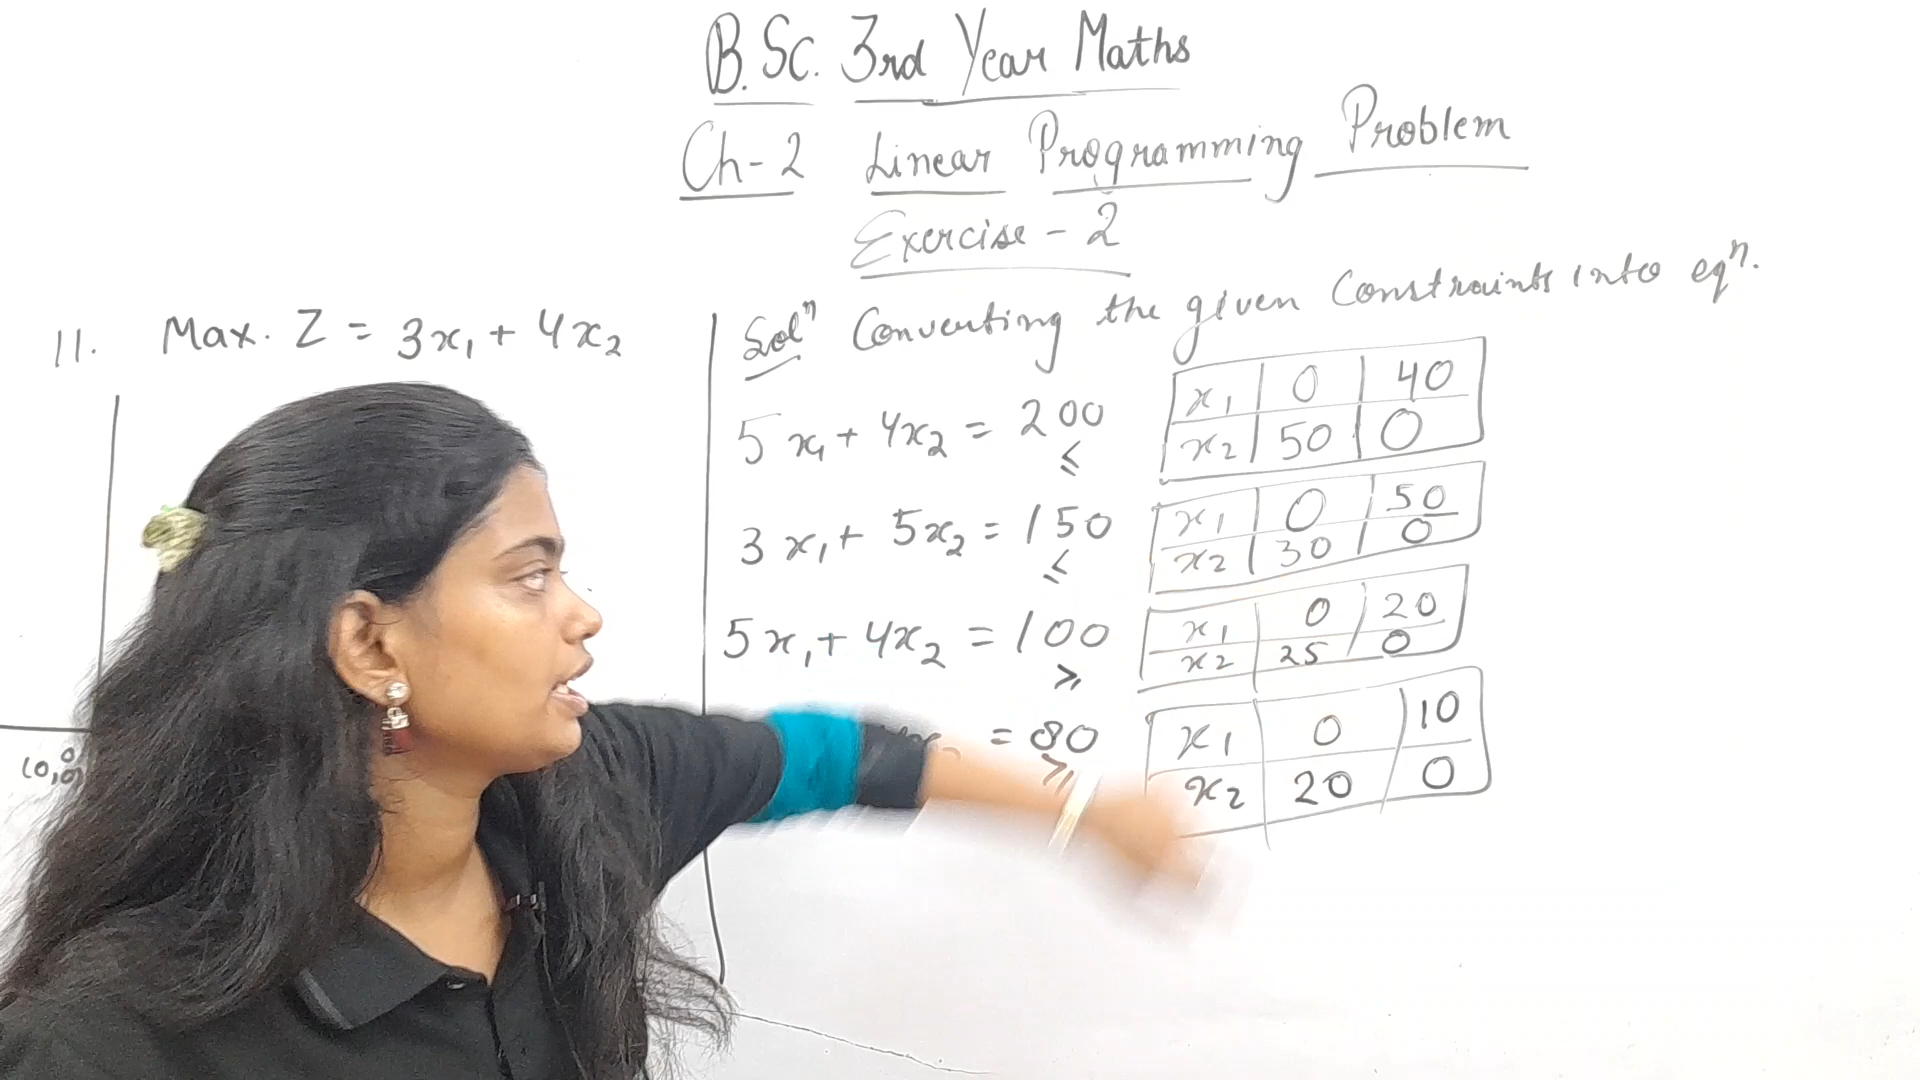 B.Sc. 3rd Year Maths
Ch-2 Linear Programming Problem
Exercise - 2
11. Max. Z = 3x₁ + 4x₂
(0,0)
Solⁿ Converting the given Constraints into eqⁿ.
5x₁ + 4x₂ = 200
≤
x₁ | 0 | 40
x₂ | 50 | 0
3x₁ + 5x₂ = 150
≤
x₁ | 0 | 50
x₂ | 30 | 0
5x₁ + 4x₂ = 100
≥
x₁ | 0 | 20
x₂ | 25 | 0
= 80
≥
x₁ | 0 | 10
x₂ | 20 | 0